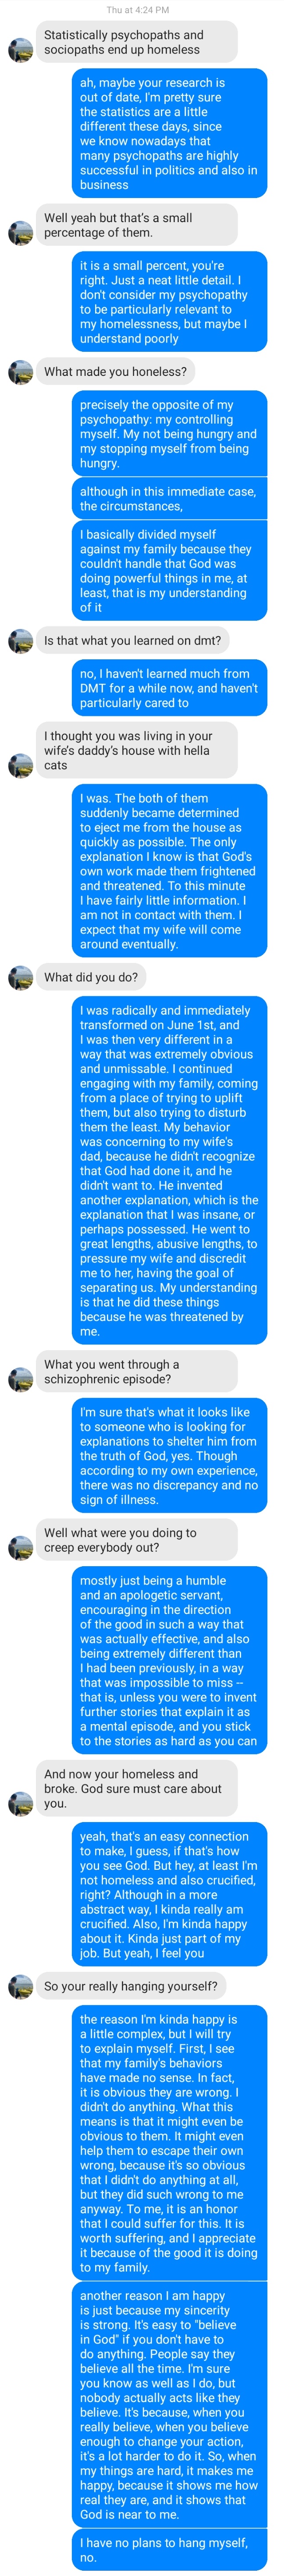 Thu at 4:24 PM
Statistically psychopaths and
sociopaths end up homeless
ah, maybe your research is
out of date, I'm pretty sure
the statistics are a little
different these days, since
we know nowadays that
many psychopaths are highly
successful in politics and also in
business
Well yeah but that's a small
percentage of them.
it is a small percent, you're
right. Just a neat little detail. I
don't consider my psychopathy
to be particularly relevant to
my homelessness, but maybe I
understand poorly
What made you honeless?
precisely the opposite of my
psychopathy: my controlling
myself. My not being hungry and
my stopping myself from being
hungry.
although in this immediate case,
the circumstances,
I basically divided myself
against my family because they
couldn't handle that God was
doing powerful things in me, at
least, that is my understanding
of it
Is that what you learned on dmt?
no, I haven't learned much from
DMT for a while now, and haven't
particularly cared to
I thought you was living in your
wife's daddy's house with hella
cats
I was. The both of them
suddenly became determined
to eject me from the house as
quickly as possible. The only
explanation I know is that God's
own work made them frightened
and threatened. To this minute
I have fairly little information. I
am not in contact with them. I
expect that my wife will come
around eventually.
What did you do?
I was radically and immediately
transformed on June 1st, and
I was then very different in a
way that was extremely obvious
and unmissable. I continued
engaging with my family, coming
from a place of trying to uplift
them, but also trying to disturb
them the least. My behavior
was concerning to my wife's
dad, because he didn't recognize
that God had done it, and he
didn't want to. He invented
another explanation, which is the
explanation that I was insane, or
perhaps possessed. He went to
great lengths, abusive lengths, to
pressure my wife and discredit
me to her, having the goal of
separating us. My understanding
is that he did these things
because he was threatened by
me.
What you went through a
schizophrenic episode?
I'm sure that's what it looks like
to someone who is looking for
explanations to shelter him from
the truth of God, yes. Though
according to my own experience,
there was no discrepancy and no
sign of illness.
Well what were you doing to
creep everybody out?
mostly just being a humble
and an apologetic servant,
encouraging in the direction
of the good in such a way that
was actually effective, and also
being extremely different than
I had been previously, in a way
that was impossible to miss --
that is, unless you were to invent
further stories that explain it as
a mental episode, and you stick
to the stories as hard as you can
And now your homeless and
broke. God sure must care about
you.
yeah, that's an easy connection
to make, I guess, if that's how
you see God. But hey, at least I'm
not homeless and also crucified,
right? Although in a more
abstract way, I kinda really am
crucified. Also, I'm kinda happy
about it. Kinda just part of my
job. But yeah, I feel you
So your really hanging yourself?
the reason I'm kinda happy is
a little complex, but I will try
to explain myself. First, I see
that my family's behaviors
have made no sense. In fact,
it is obvious they are wrong. I
didn't do anything. What this
means is that it might even be
obvious to them. It might even
help them to escape their own
wrong, because it's so obvious
that I didn't do anything at all,
but they did such wrong to me
anyway. To me, it is an honor
that I could suffer for this. It is
worth suffering, and I appreciate
it because of the good it is doing
to my family.
another reason I am happy
is just because my sincerity
is strong. It's easy to "believe
in God" if you don't have to
do anything. People say they
believe all the time. I'm sure
you know as well as I do, but
nobody actually acts like they
believe. It's because, when you
really believe, when you believe
enough to change your action,
it's a lot harder to do it. So, when
my things are hard, it makes me
happy, because it shows me how
real they are, and it shows that
God is near to me.
I have no plans to hang myself,
no.